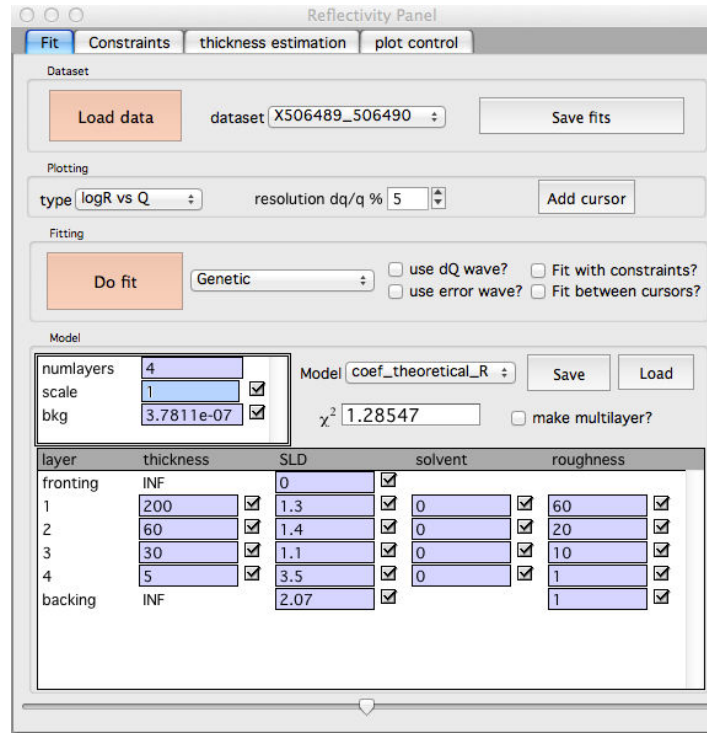 Reflectivity Panel
Fit Constraints thickness estimation plot control
Dataset
Load data dataset X506489_506490 Save fits
Plotting
type logR vs Q resolution dq/q % 5 Add cursor
Fitting
Do fit Genetic use dQ wave? Fit with constraints?
use error wave? Fit between cursors?
Model
numlayers 4
scale 1
bkg 3.7811e-07
Model coef_theoretical_R Save Load
χ² 1.28547 make multilayer?
layer thickness SLD solvent roughness
fronting INF 0
1 200 1.3 0 60
2 60 1.4 0 20
3 30 1.1 0 10
4 5 3.5 0 1
backing INF 2.07 1